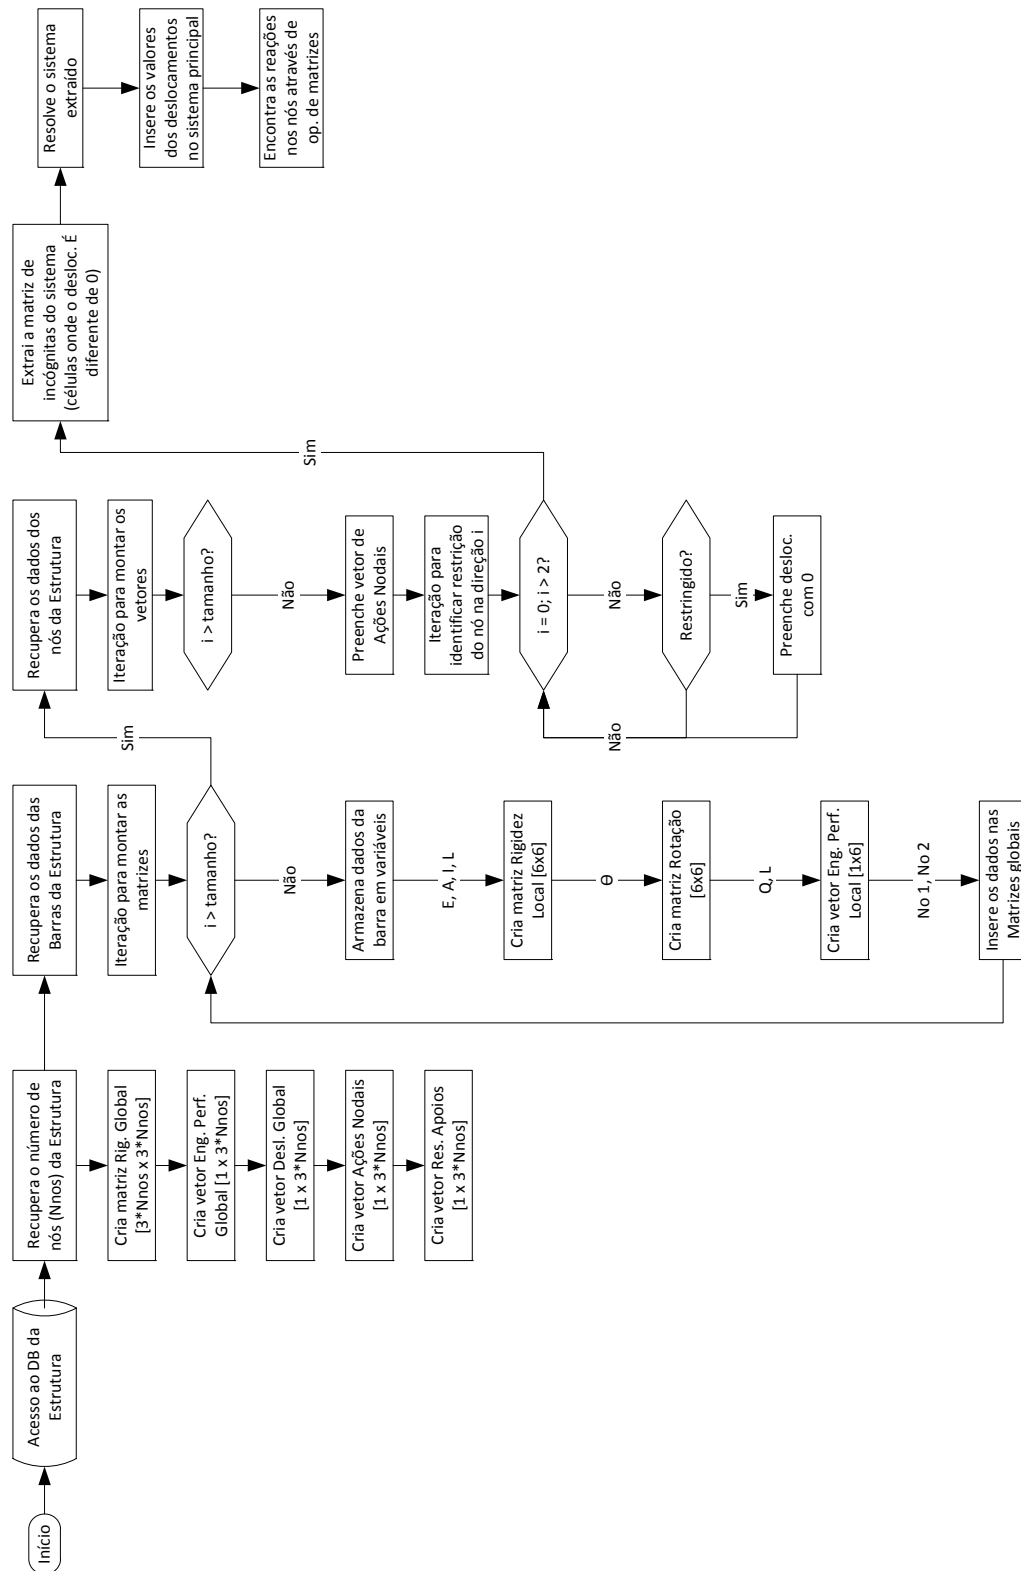 Início
Acesso ao DB da
Estrutura
Recupera o número de
nós (Nnos) da Estrutura
Cria matriz Rig. Global
[3*Nnos x 3*Nnos]
Cria vetor Eng. Perf.
Global [1 x 3*Nnos]
Cria vetor Desl. Global
[1 x 3*Nnos]
Cria vetor Ações Nodais
[1 x 3*Nnos]
Cria vetor Res. Apoios
[1 x 3*Nnos]
Recupera os dados das
Barras da Estrutura
Iteração para montar as
matrizes
i > tamanho?
Sim
Não
Armazena dados da
barra em variáveis
E, A, I, L
Cria matriz Rigidez
Local [6x6]
Θ
Cria matriz Rotação
[6x6]
Q, L
Cria vetor Eng. Perf.
Local [1x6]
No 1, No 2
Insere os dados nas
Matrizes globais
Recupera os dados dos
nós da Estrutura
Iteração para montar os
vetores
i > tamanho?
Não
Preenche vetor de
Ações Nodais
Iteração para
identificar restrição
do nó na direção i
i = 0; i > 2?
Sim
Não
Restringido?
Não
Sim
Preenche desloc.
com 0
Extrai a matriz de
incógnitas do sistema
(células onde o desloc. É
diferente de 0)
Resolve o sistema
extraído
Insere os valores
dos deslocamentos
no sistema principal
Encontra as reações
nos nós através de
op. de matrizes